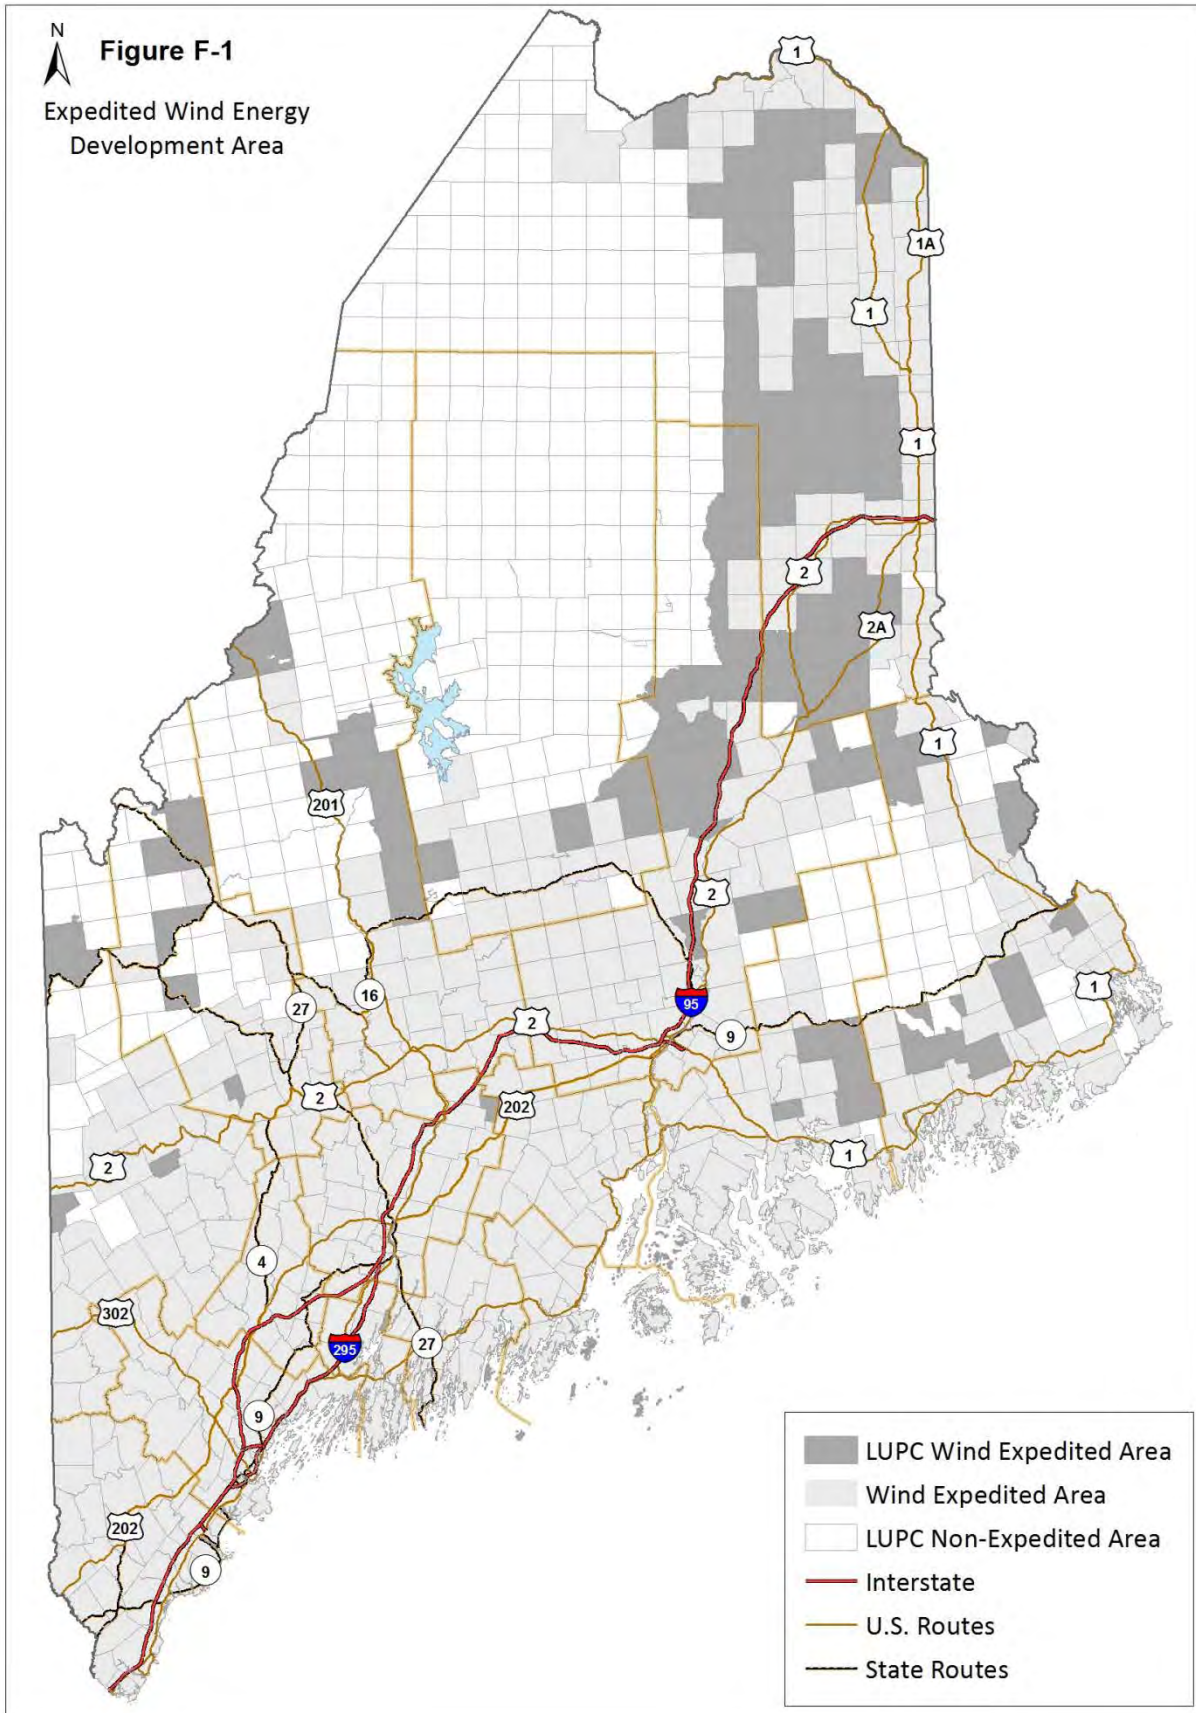 N
Figure F-1
Expedited Wind Energy
Development Area
1
1A
1
1
2
2A
1
201
2
16
27
95
1
2
9
2
202
2
1
4
302
295
27
9
202
9
LUPC Wind Expedited Area
Wind Expedited Area
LUPC Non-Expedited Area
Interstate
U.S. Routes
State Routes